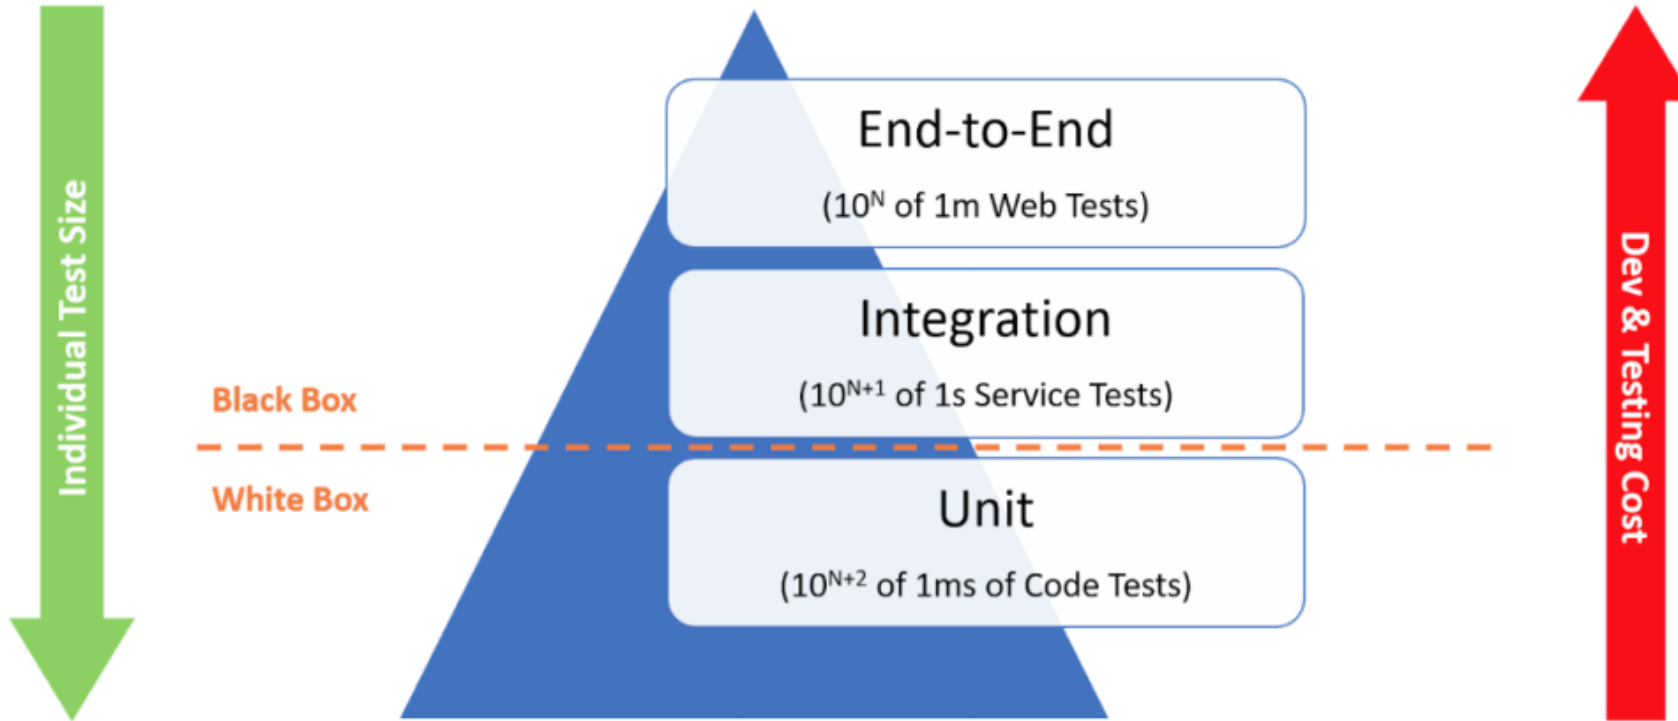 Individual Test Size
End-to-End
(10ᴺ of 1m Web Tests)
Integration
(10ᴺ⁺¹ of 1s Service Tests)
Black Box
White Box
Unit
(10ᴺ⁺² of 1ms of Code Tests)
Dev & Testing Cost